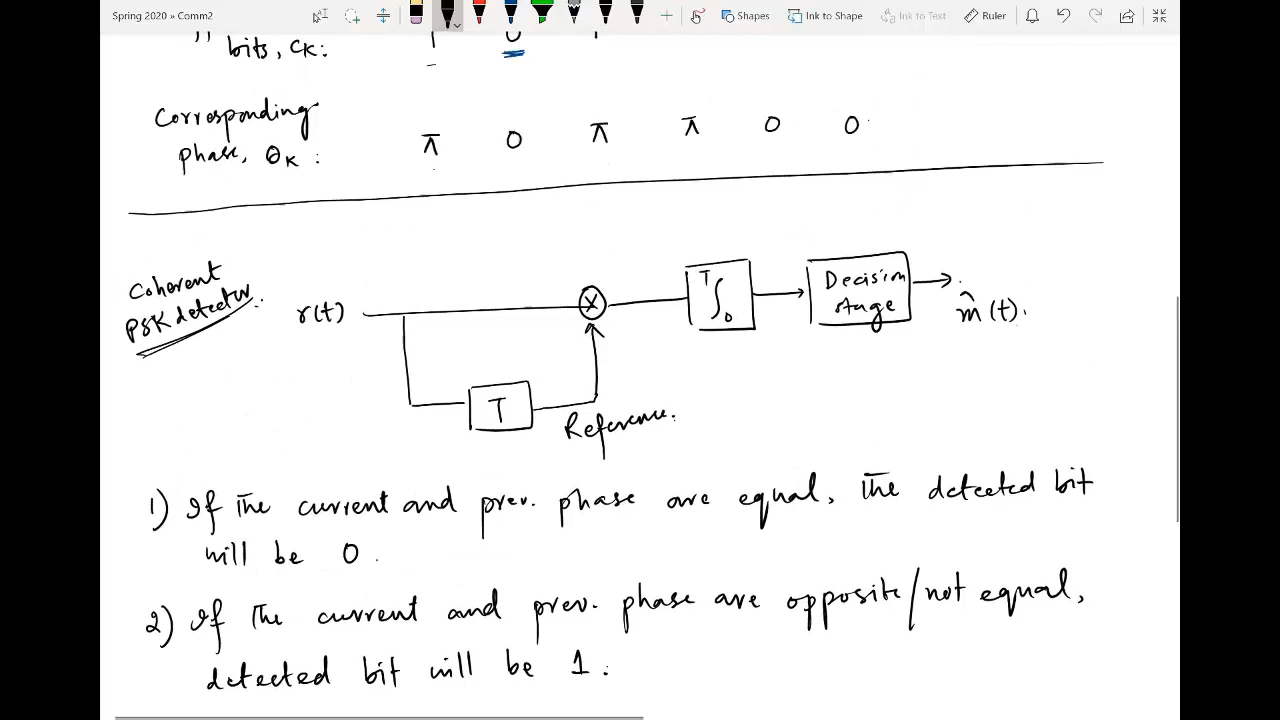 Spring 2020 » Comm2
Shapes
Ink to Shape
Ink to Text
Ruler
bits, CK:
1 0 1
Corresponding
phase, θK :
π 0 π π 0 0
Coherent
PSK detector
r(t)
X
T
∫
0
Decision
stage
m̂(t).
T
Reference.
1) If The current and prev. phase are equal, The detected bit
will be 0.
2) If The current and prev. phase are opposite/not equal,
detected bit will be 1.